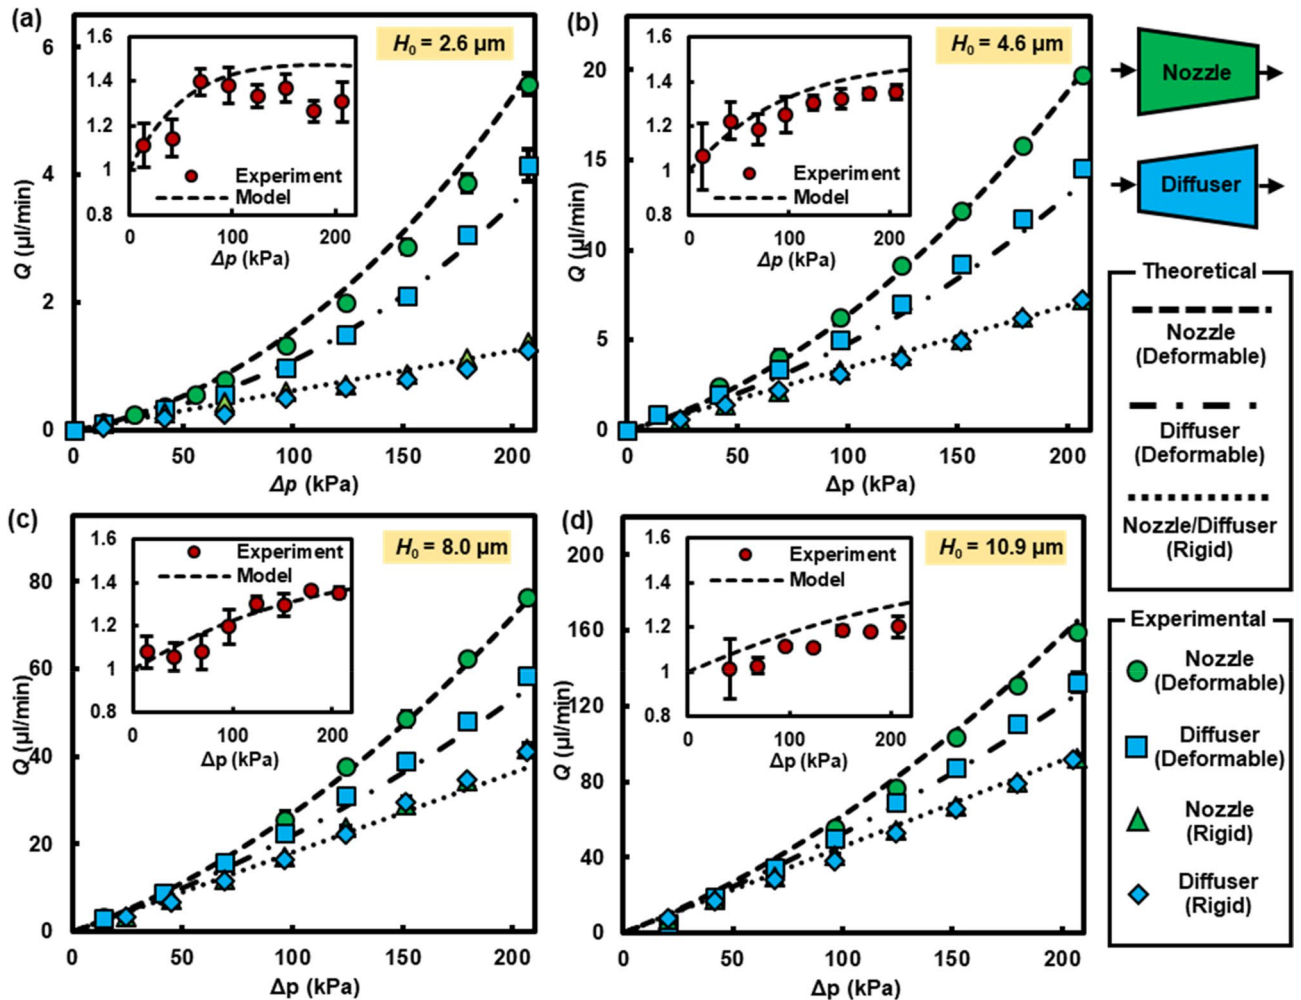 (a)
H₀ = 2.6 µm
6
4
2
0
Q (µl/min)
1.6
1.4
1.2
1
0.8
Experiment
Model
0
100
200
Δp (kPa)
0
50
100
150
200
Δp (kPa)
(b)
H₀ = 4.6 µm
20
15
10
5
0
Q (µl/min)
1.6
1.4
1.2
1
0.8
Experiment
Model
0
100
200
Δp (kPa)
0
50
100
150
200
Δp (kPa)
(c)
H₀ = 8.0 µm
80
60
40
20
0
Q (µl/min)
1.6
1.4
1.2
1
0.8
Experiment
Model
0
100
200
Δp (kPa)
0
50
100
150
200
Δp (kPa)
(d)
H₀ = 10.9 µm
200
160
120
80
40
0
Q (µl/min)
1.6
1.4
1.2
1
0.8
Experiment
Model
0
100
200
Δp (kPa)
0
50
100
150
200
Δp (kPa)
Nozzle
Diffuser
Theoretical
Nozzle
(Deformable)
Diffuser
(Deformable)
Nozzle/Diffuser
(Rigid)
Experimental
Nozzle
(Deformable)
Diffuser
(Deformable)
Nozzle
(Rigid)
Diffuser
(Rigid)